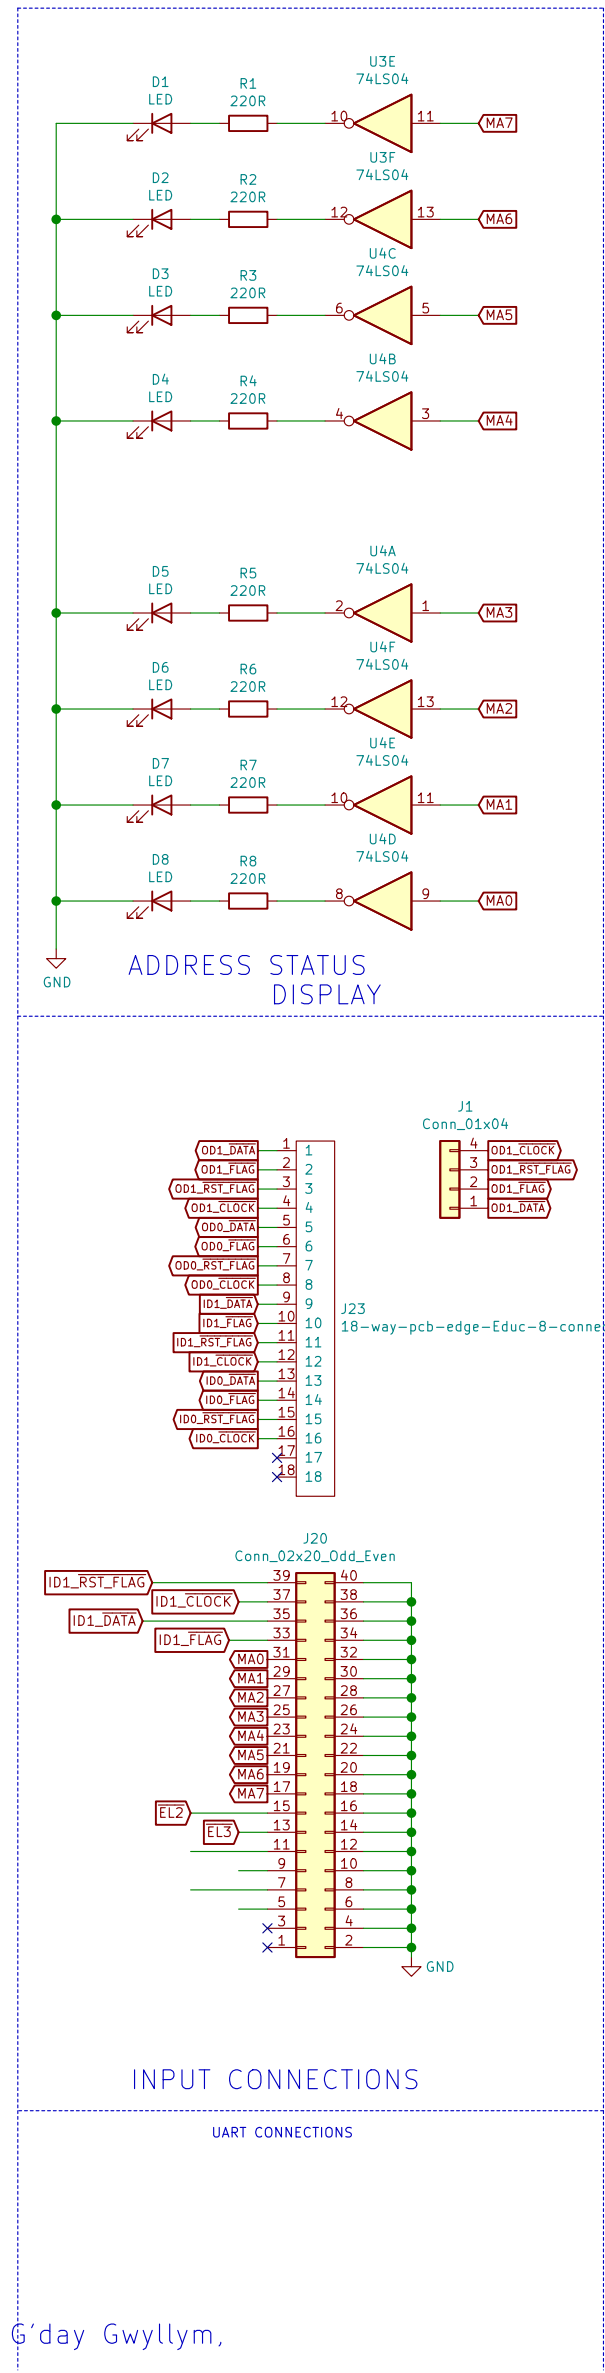 U3E
74LS04
D1
LED
R1
220R
10
11
MA7
U3F
74LS04
D2
LED
R2
220R
12
13
MA6
U4C
74LS04
D3
LED
R3
220R
6
5
MA5
U4B
74LS04
D4
LED
R4
220R
4
3
MA4
U4A
74LS04
D5
LED
R5
220R
2
1
MA3
U4F
74LS04
D6
LED
R6
220R
12
13
MA2
U4E
74LS04
D7
LED
R7
220R
10
11
MA1
U4D
74LS04
D8
LED
R8
220R
8
9
MA0
GND
ADDRESS STATUS
DISPLAY
J1
Conn_01x04
4 OD1_CLOCK
3 OD1_RST_FLAG
2 OD1_FLAG
1 OD1_DATA
OD1_DATA 1 1
OD1_FLAG 2 2
OD1_RST_FLAG 3 3
OD1_CLOCK 4 4
OD0_DATA 5 5
OD0_FLAG 6 6
OD0_RST_FLAG 7 7
OD0_CLOCK 8 8
ID1_DATA 9 9
ID1_FLAG 10 10
ID1_RST_FLAG 11 11
ID1_CLOCK 12 12
ID0_DATA 13 13
ID0_FLAG 14 14
ID0_RST_FLAG 15 15
ID0_CLOCK 16 16
17 17
18 18
J23
18-way-pcb-edge-Educ-8-conne
J20
Conn_02x20_Odd_Even
ID1_RST_FLAG 39 40
ID1_CLOCK 37 38
ID1_DATA 35 36
ID1_FLAG 33 34
MA0 31 32
MA1 29 30
MA2 27 28
MA3 25 26
MA4 23 24
MA5 21 22
MA6 19 20
MA7 17 18
EL2 15 16
EL3 13 14
11 12
9 10
7 8
5 6
3 4
1 2
GND
INPUT CONNECTIONS
UART CONNECTIONS
G'day Gwyllym,